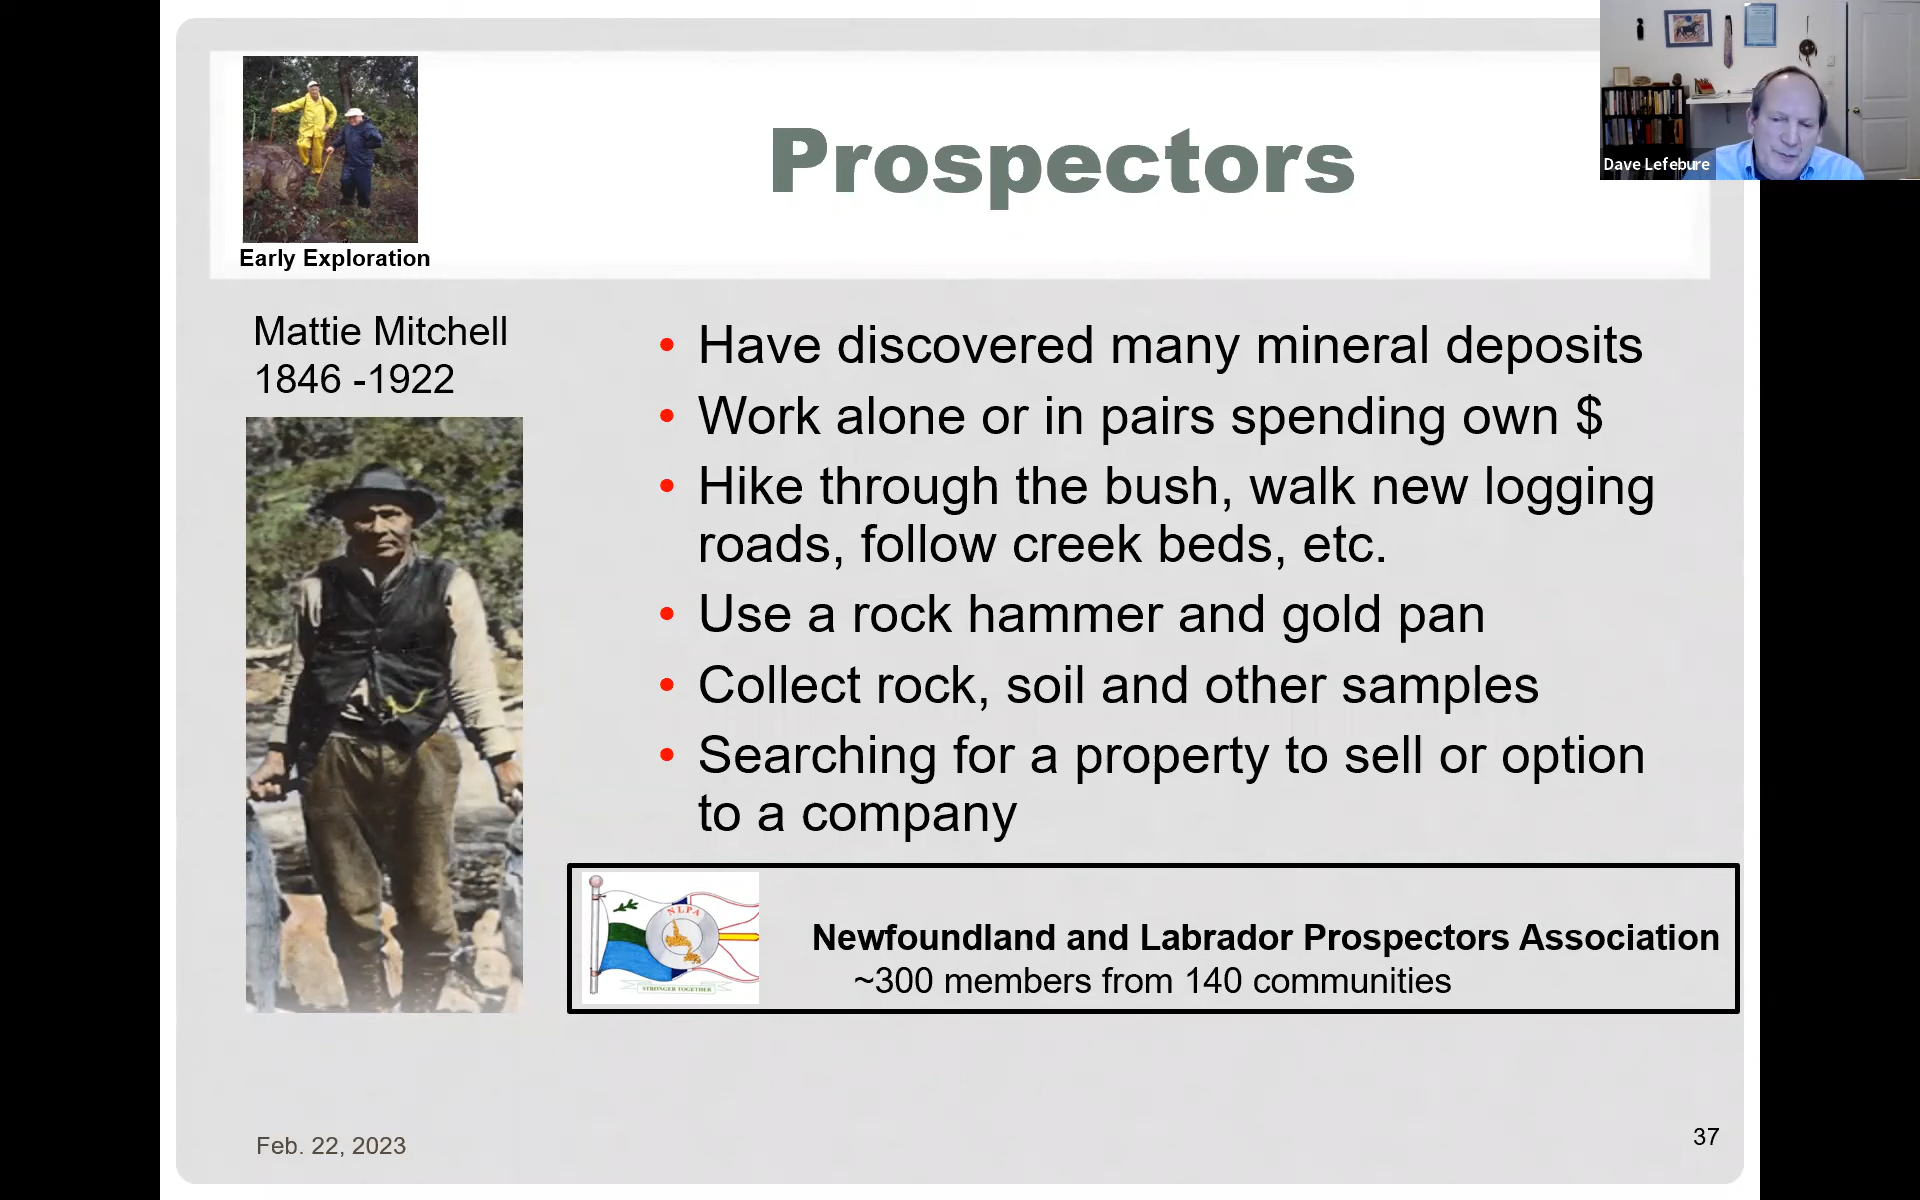 Prospectors
Dave Lefebure
Early Exploration
Mattie Mitchell
1846 -1922
• Have discovered many mineral deposits
• Work alone or in pairs spending own $
• Hike through the bush, walk new logging
roads, follow creek beds, etc.
• Use a rock hammer and gold pan
• Collect rock, soil and other samples
• Searching for a property to sell or option
to a company
NLPA
STRONGER TOGETHER
Newfoundland and Labrador Prospectors Association
~300 members from 140 communities
Feb. 22, 2023
37